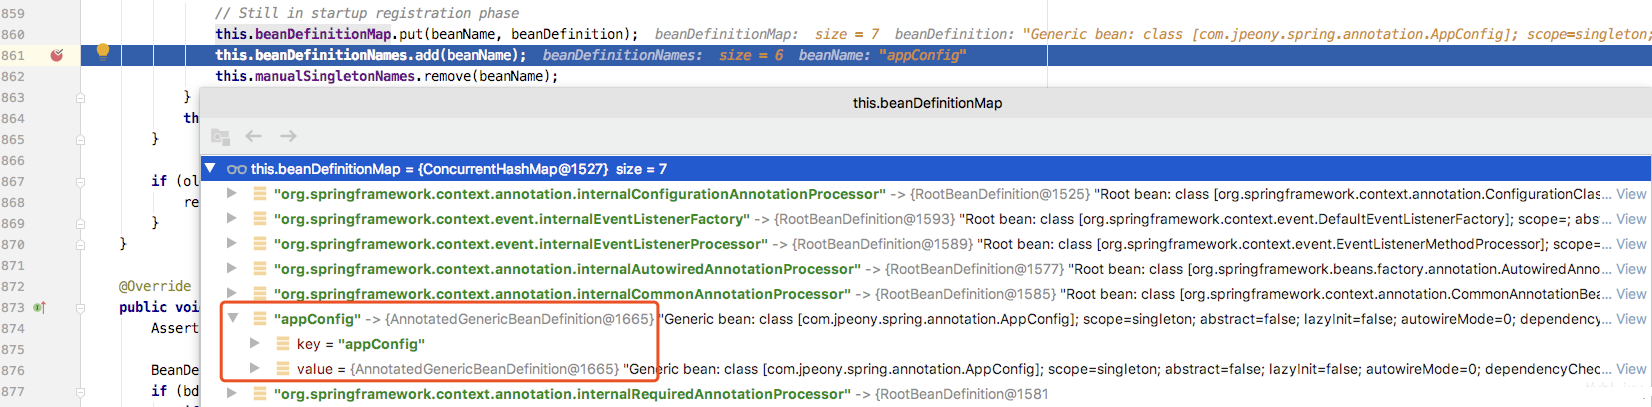 859 // Still in startup registration phase
860 this.beanDefinitionMap.put(beanName, beanDefinition); beanDefinitionMap: size = 7 beanDefinition: "Generic bean: class [com.jpeony.spring.annotation.AppConfig]; scope=singleton;
861 this.beanDefinitionNames.add(beanName); beanDefinitionNames: size = 6 beanName: "appConfig"
862 this.manualSingletonNames.remove(beanName);
863 }
this.beanDefinitionMap
864 th
865 }
866
this.beanDefinitionMap = {ConcurrentHashMap@1527} size = 7
867 if (ol
"org.springframework.context.annotation.internalConfigurationAnnotationProcessor" -> {RootBeanDefinition@1525} "Root bean: class [org.springframework.context.annotation.ConfigurationClas... View
868 re
"org.springframework.context.event.internalEventListenerFactory" -> {RootBeanDefinition@1593} "Root bean: class [org.springframework.context.event.DefaultEventListenerFactory]; scope=; abs... View
869 }
870 }
"org.springframework.context.event.internalEventListenerProcessor" -> {RootBeanDefinition@1589} "Root bean: class [org.springframework.context.event.EventListenerMethodProcessor]; scope=... View
871
"org.springframework.context.annotation.internalAutowiredAnnotationProcessor" -> {RootBeanDefinition@1577} "Root bean: class [org.springframework.beans.factory.annotation.AutowiredAnno... View
872 @Override
"org.springframework.context.annotation.internalCommonAnnotationProcessor" -> {RootBeanDefinition@1585} "Root bean: class [org.springframework.context.annotation.CommonAnnotationBea... View
873 public voi
"appConfig" -> {AnnotatedGenericBeanDefinition@1665} "Generic bean: class [com.jpeony.spring.annotation.AppConfig]; scope=singleton; abstract=false; lazyInit=false; autowireMode=0; dependency... View
874 Assert
key = "appConfig"
875
876 BeanDe
value = {AnnotatedGenericBeanDefinition@1665} "Generic bean: class [com.jpeony.spring.annotation.AppConfig]; scope=singleton; abstract=false; lazyInit=false; autowireMode=0; dependencyChec... View
877 if (bd
"org.springframework.context.annotation.internalRequiredAnnotationProcessor" -> {RootBeanDefinition@1581